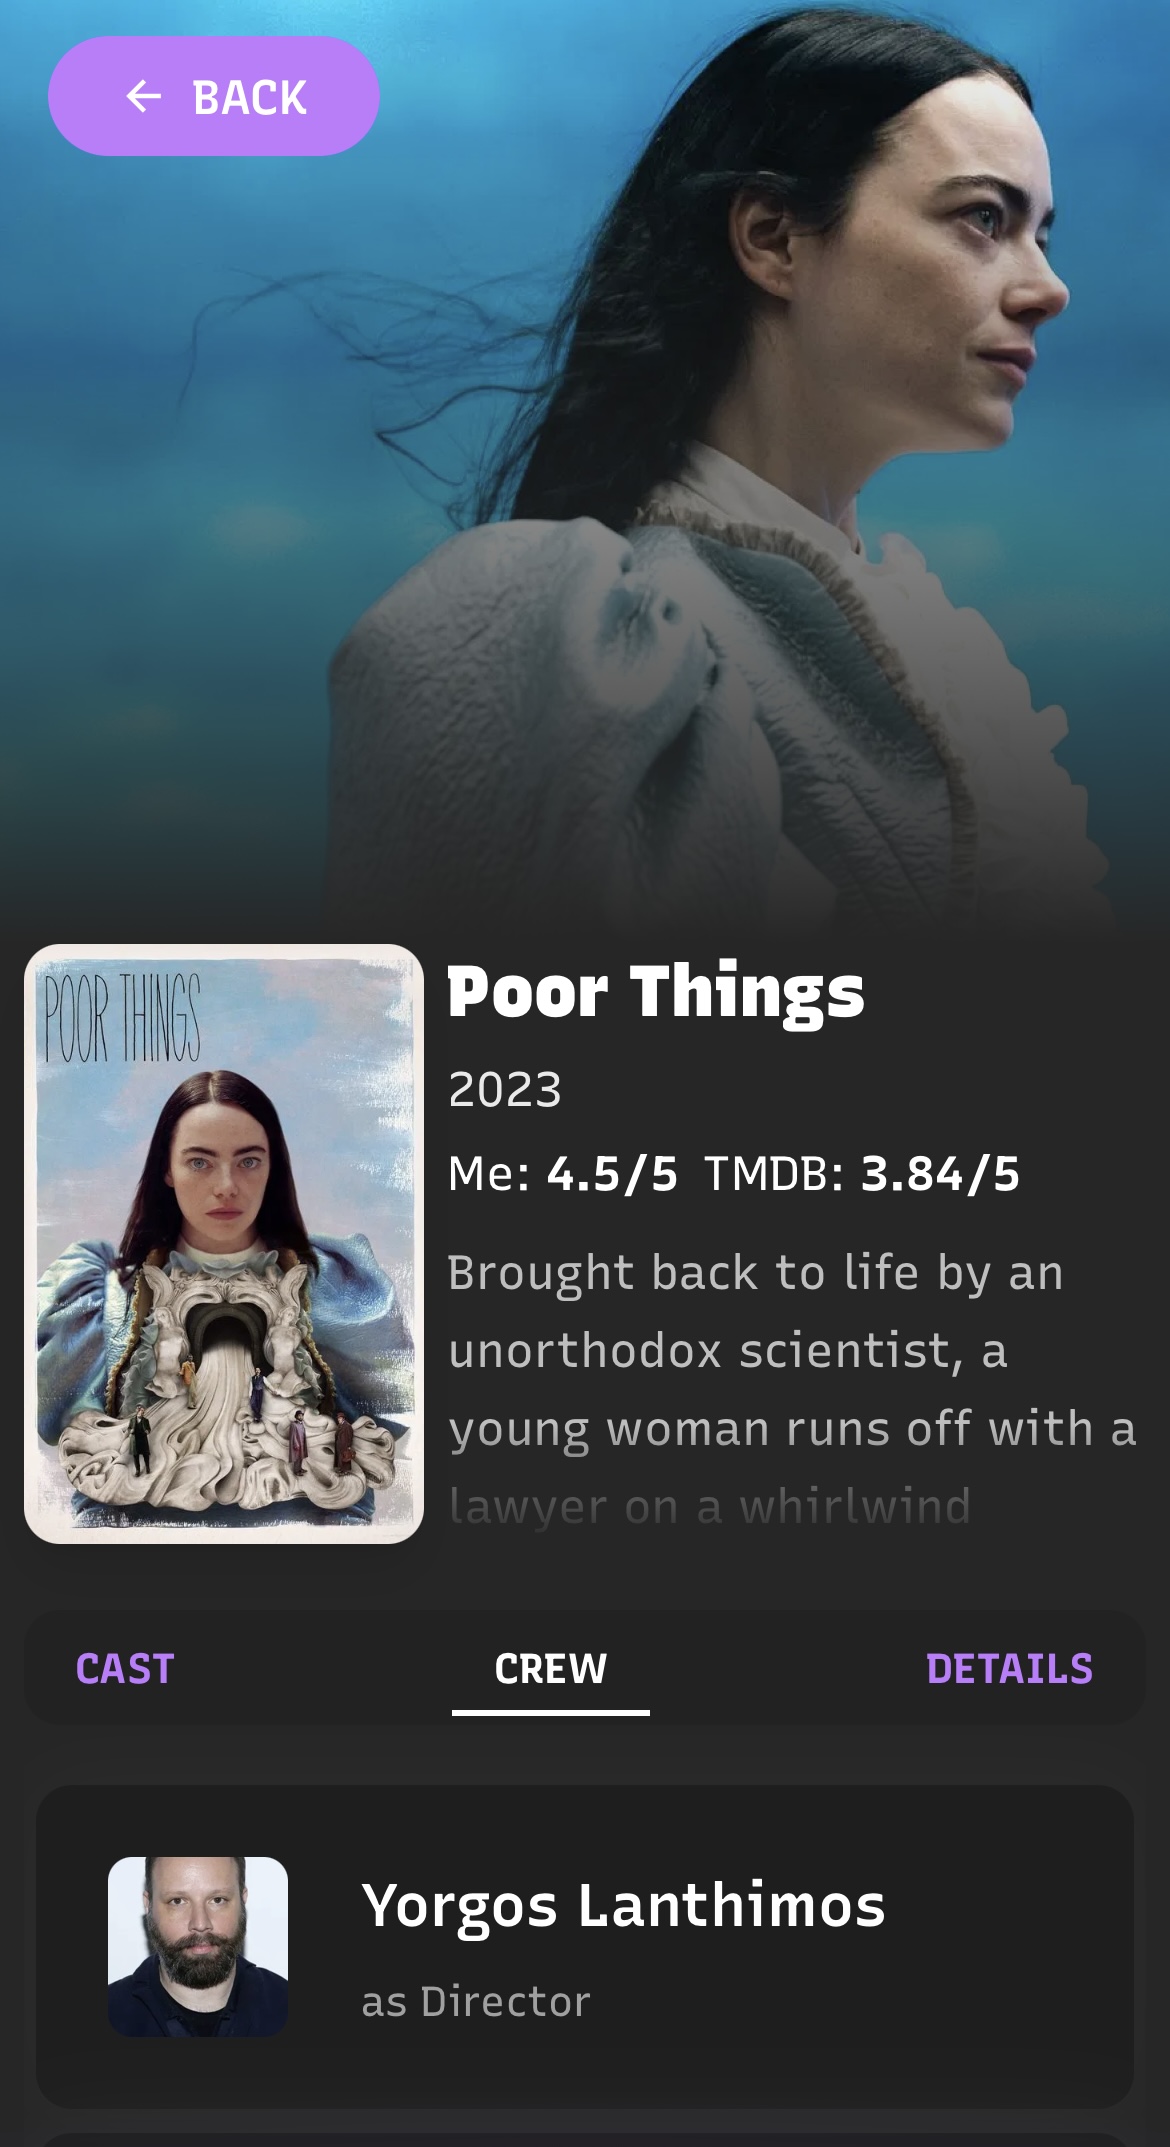 ← BACK
POOR THINGS
Poor Things
2023
Me: 4.5/5 TMDB: 3.84/5
Brought back to life by an
unorthodox scientist, a
young woman runs off with a
lawyer on a whirlwind
CAST CREW DETAILS
Yorgos Lanthimos
as Director